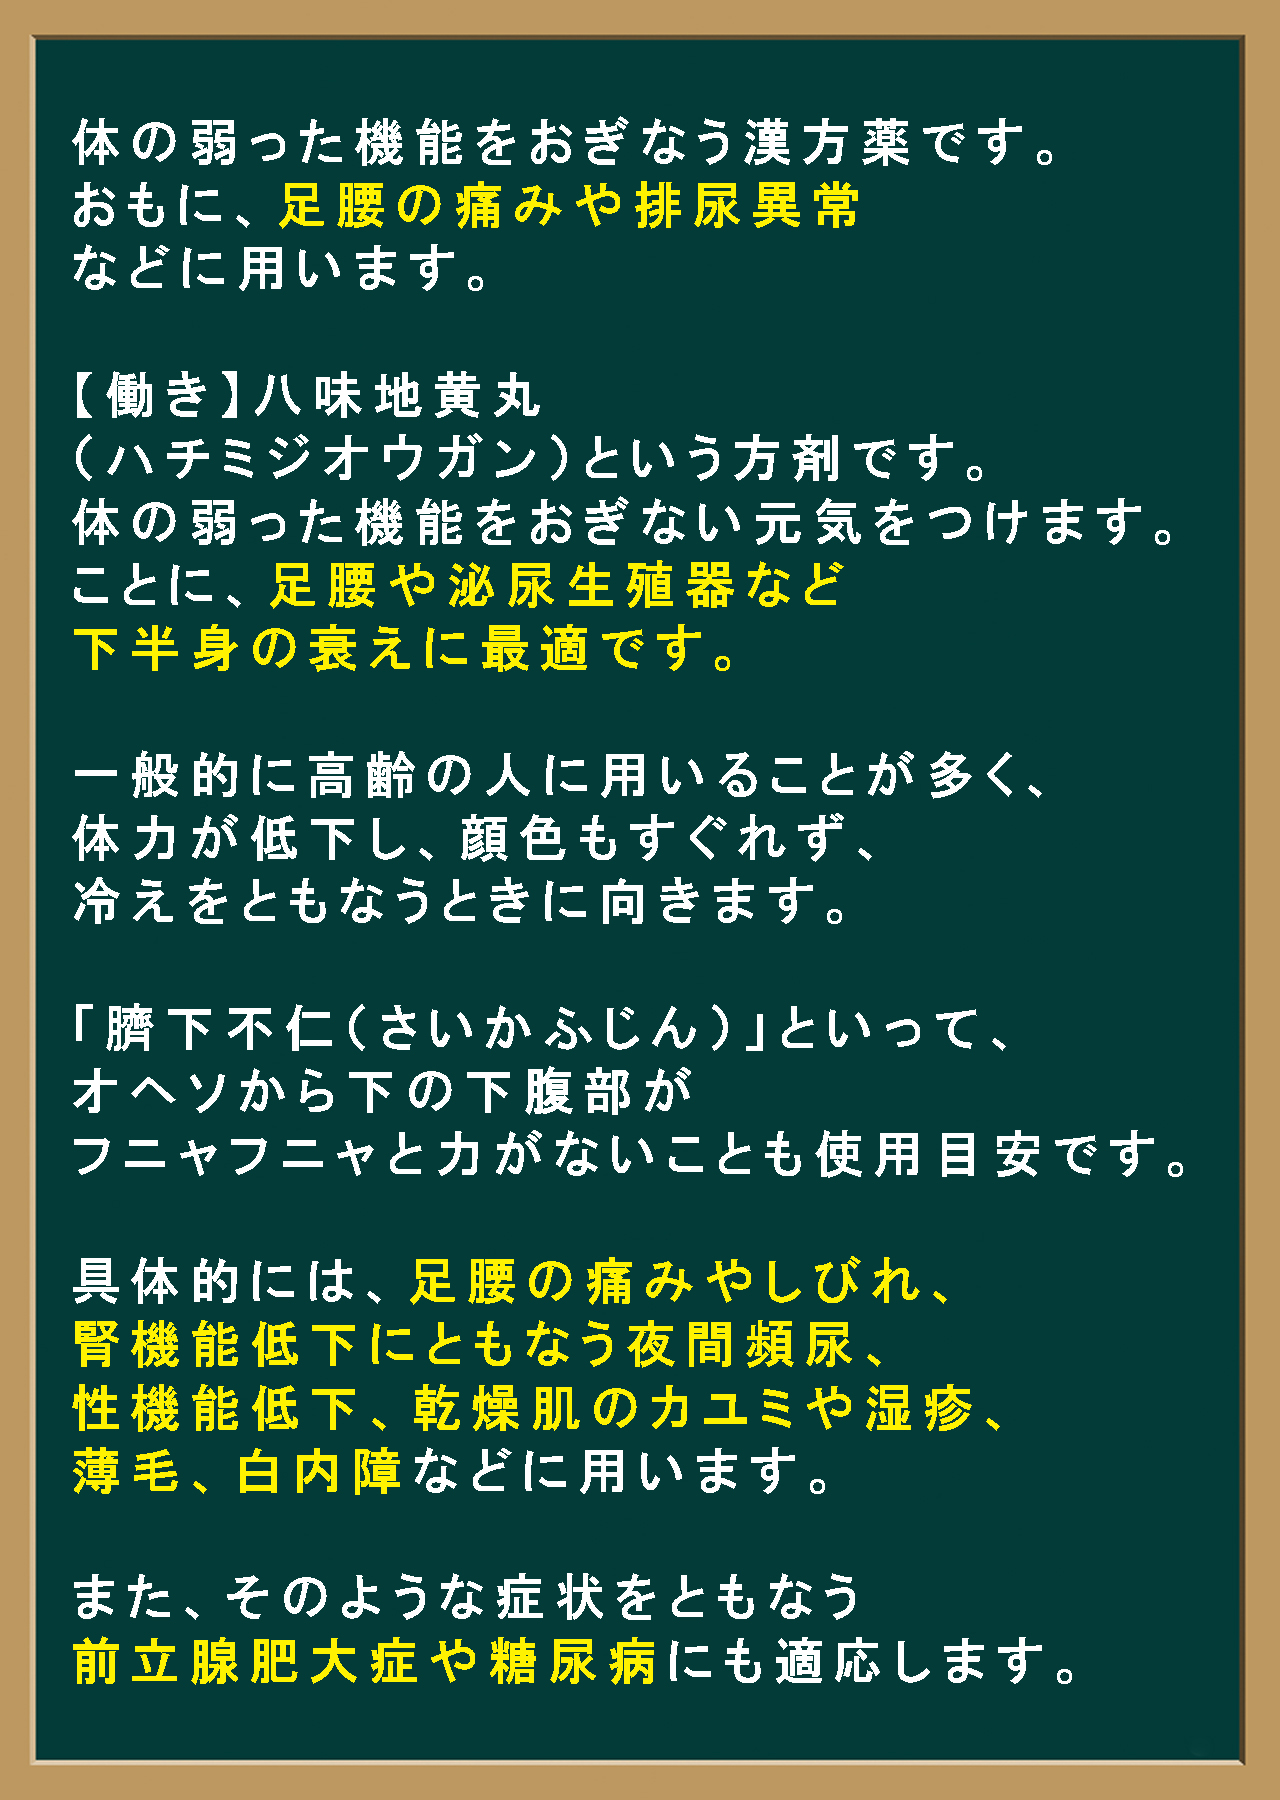 体の弱った機能をおぎなう漢方薬です。
おもに、足腰の痛みや排尿異常
などに用います。
【働き】八味地黄丸
（ハチミジオウガン）という方剤です。
体の弱った機能をおぎない元気をつけます。
ことに、足腰や泌尿生殖器など
下半身の衰えに最適です。
一般的に高齢の人に用いることが多く、
体力が低下し、顔色もすぐれず、
冷えをともなうときに向きます。
「臍下不仁（さいかふじん）」といって、
オヘソから下の下腹部が
フニャフニャと力がないことも使用目安です。
具体的には、足腰の痛みやしびれ、
腎機能低下にともなう夜間頻尿、
性機能低下、乾燥肌のカユミや湿疹、
薄毛、白内障などに用います。
また、そのような症状をともなう
前立腺肥大症や糖尿病にも適応します。